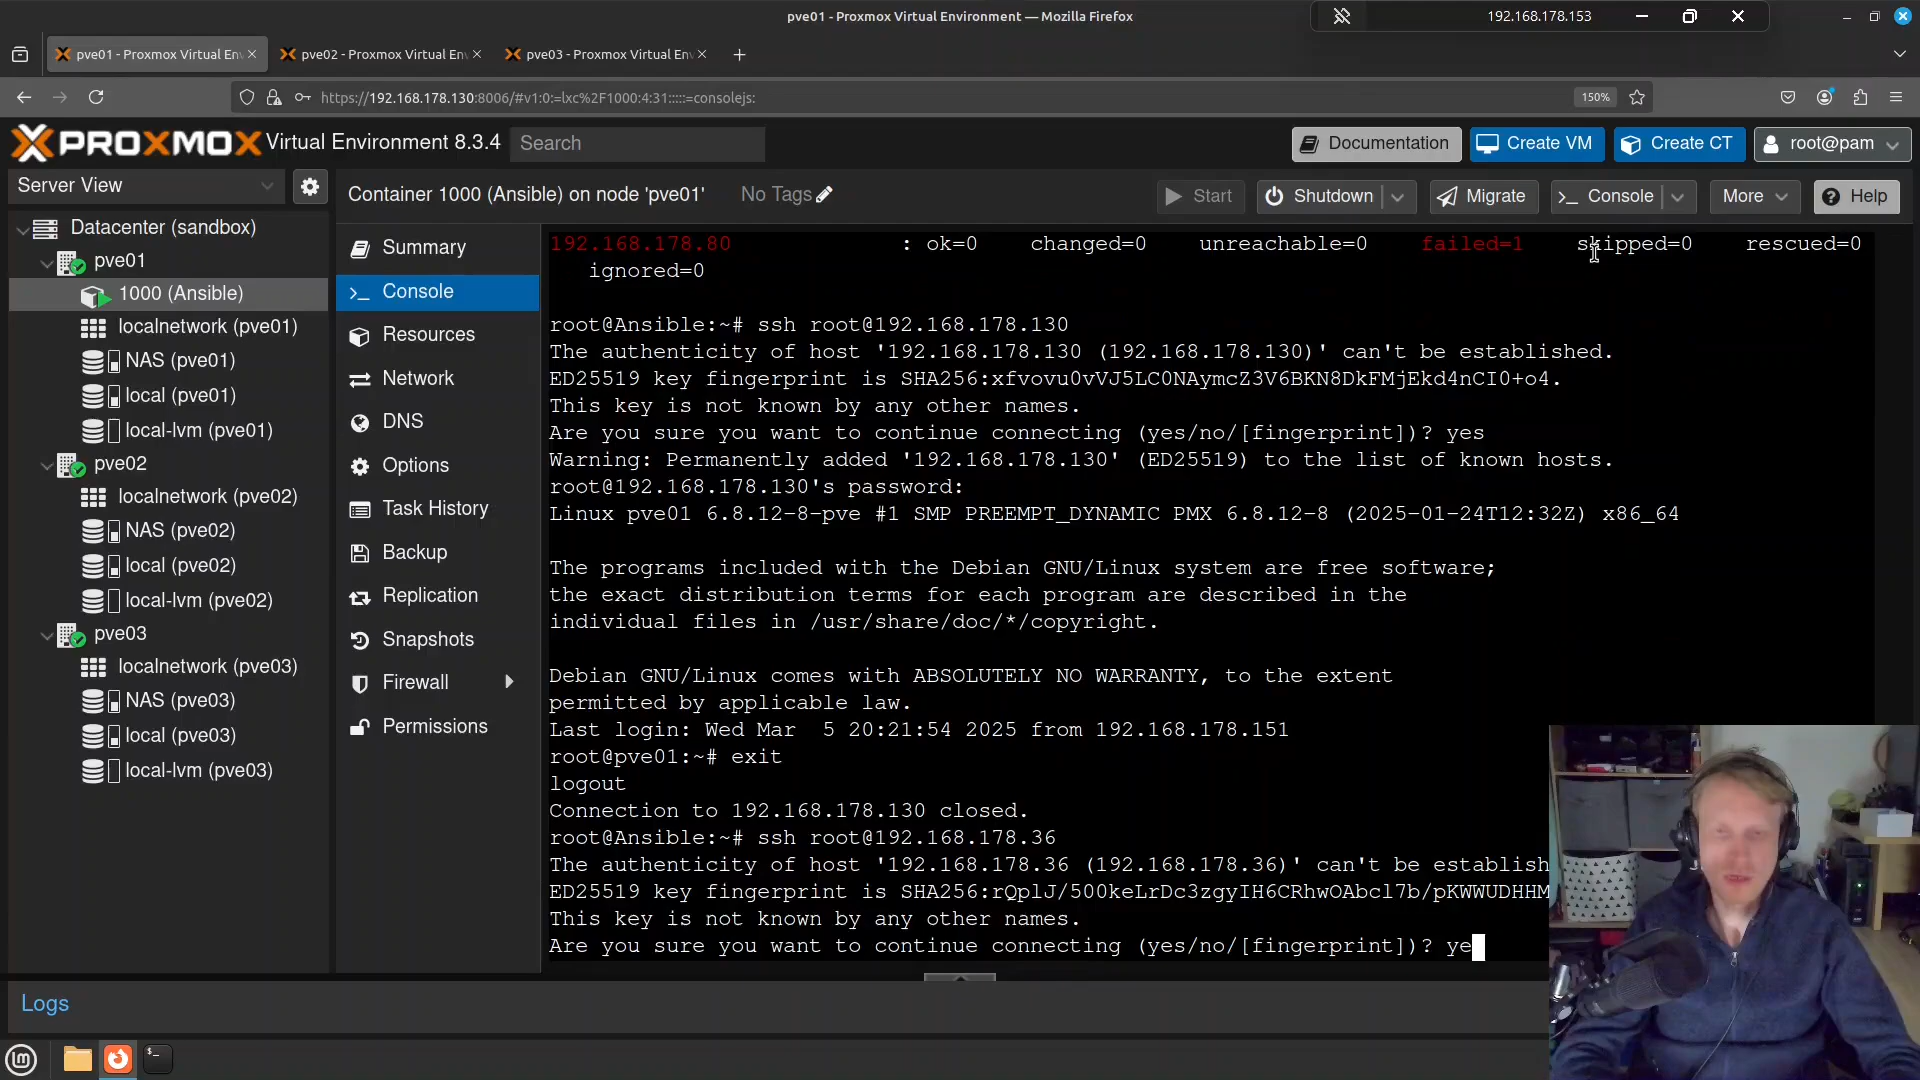 pve01 - Proxmox Virtual Environment — Mozilla Firefox
192.168.178.153
pve01 - Proxmox Virtual En
pve02 - Proxmox Virtual En
pve03 - Proxmox Virtual En
https://192.168.178.130:8006/#v1:0:=lxc%2F1000:4:31:::::=consolejs:
150%
PROXMOX Virtual Environment 8.3.4
Search
Documentation
Create VM
Create CT
root@pam
Server View
Container 1000 (Ansible) on node 'pve01'
No Tags
Start
Shutdown
Migrate
Console
More
Help
Datacenter (sandbox)
pve01
1000 (Ansible)
localnetwork (pve01)
NAS (pve01)
local (pve01)
local-lvm (pve01)
pve02
localnetwork (pve02)
NAS (pve02)
local (pve02)
local-lvm (pve02)
pve03
localnetwork (pve03)
NAS (pve03)
local (pve03)
local-lvm (pve03)
Summary
Console
Resources
Network
DNS
Options
Task History
Backup
Replication
Snapshots
Firewall
Permissions
192.168.178.80 : ok=0 changed=0 unreachable=0 failed=1 skipped=0 rescued=0
ignored=0
root@Ansible:~# ssh root@192.168.178.130
The authenticity of host '192.168.178.130 (192.168.178.130)' can't be established.
ED25519 key fingerprint is SHA256:xfvovu0vVJ5LC0NAymcZ3V6BKN8DkFMjEkd4nCI0+o4.
This key is not known by any other names.
Are you sure you want to continue connecting (yes/no/[fingerprint])? yes
Warning: Permanently added '192.168.178.130' (ED25519) to the list of known hosts.
root@192.168.178.130's password:
Linux pve01 6.8.12-8-pve #1 SMP PREEMPT_DYNAMIC PMX 6.8.12-8 (2025-01-24T12:32Z) x86_64
The programs included with the Debian GNU/Linux system are free software;
the exact distribution terms for each program are described in the
individual files in /usr/share/doc/*/copyright.
Debian GNU/Linux comes with ABSOLUTELY NO WARRANTY, to the extent
permitted by applicable law.
Last login: Wed Mar  5 20:21:54 2025 from 192.168.178.151
root@pve01:~# exit
logout
Connection to 192.168.178.130 closed.
root@Ansible:~# ssh root@192.168.178.36
The authenticity of host '192.168.178.36 (192.168.178.36)' can't be establish
ED25519 key fingerprint is SHA256:rQplJ/500keLrDc3zgyIH6CRhwOAbcl7b/pKWWUDHHM
This key is not known by any other names.
Are you sure you want to continue connecting (yes/no/[fingerprint])? ye
Logs